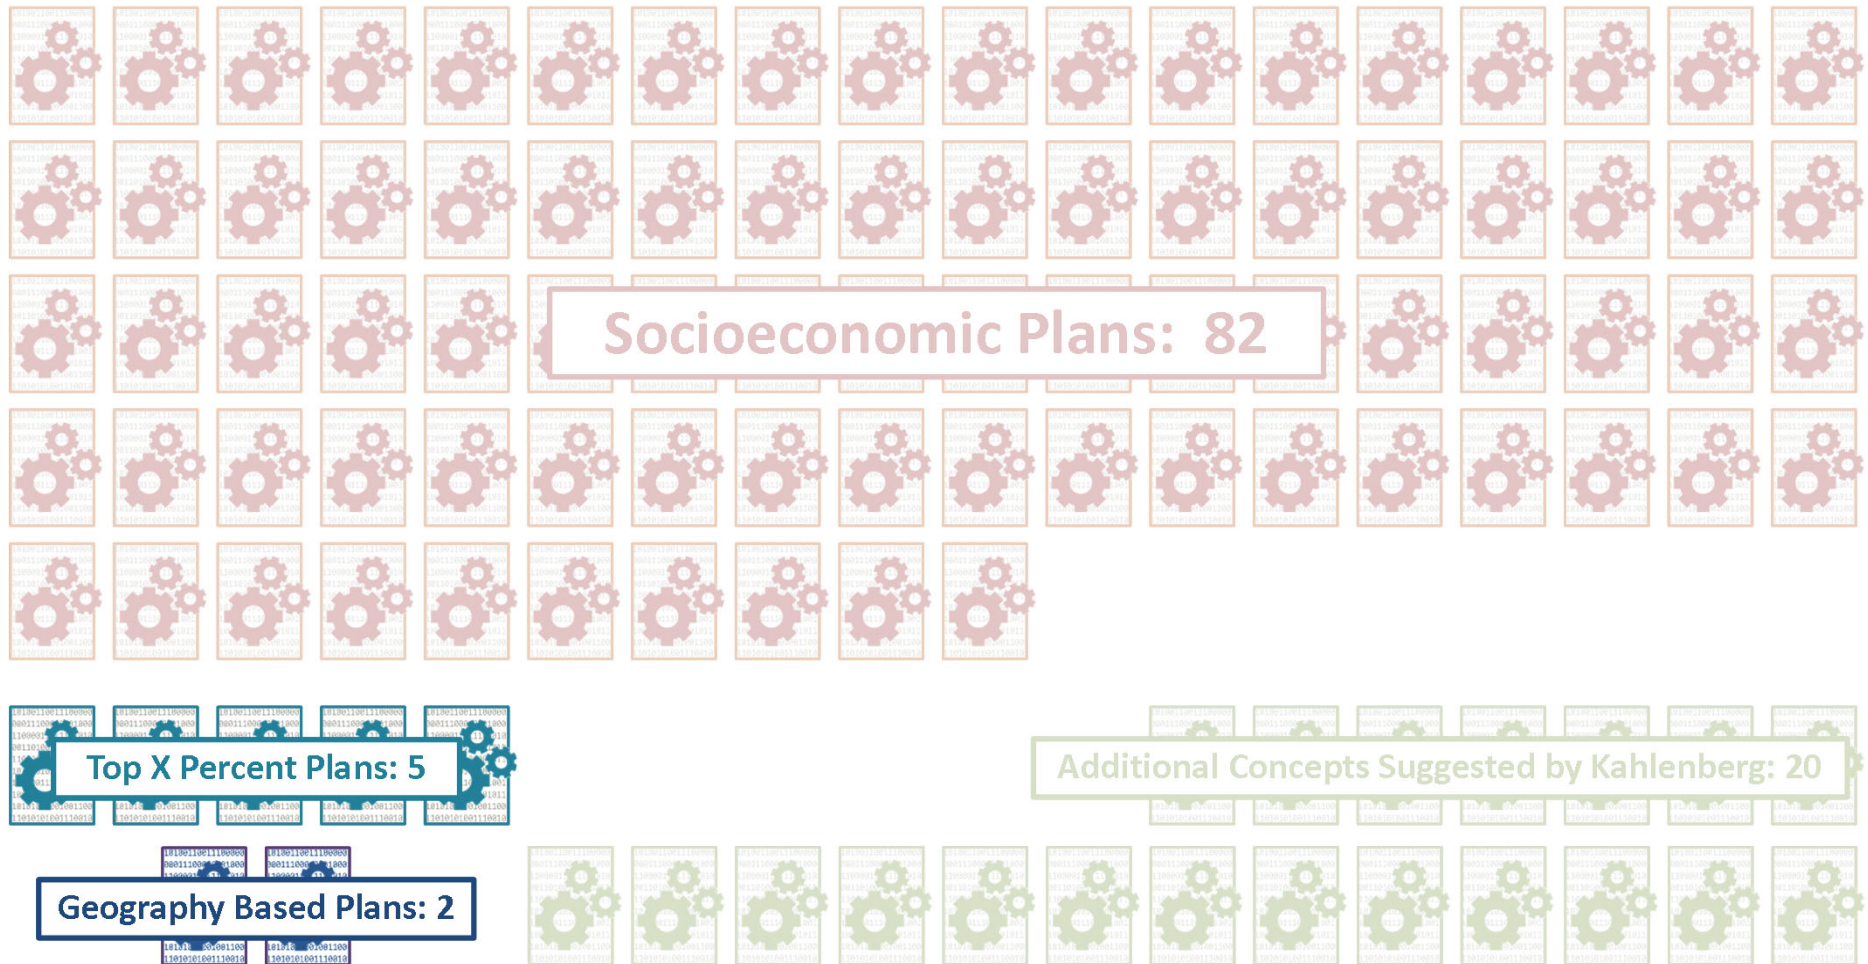 Socioeconomic Plans: 82
Top X Percent Plans: 5
Additional Concepts Suggested by Kahlenberg: 20
Geography Based Plans: 2